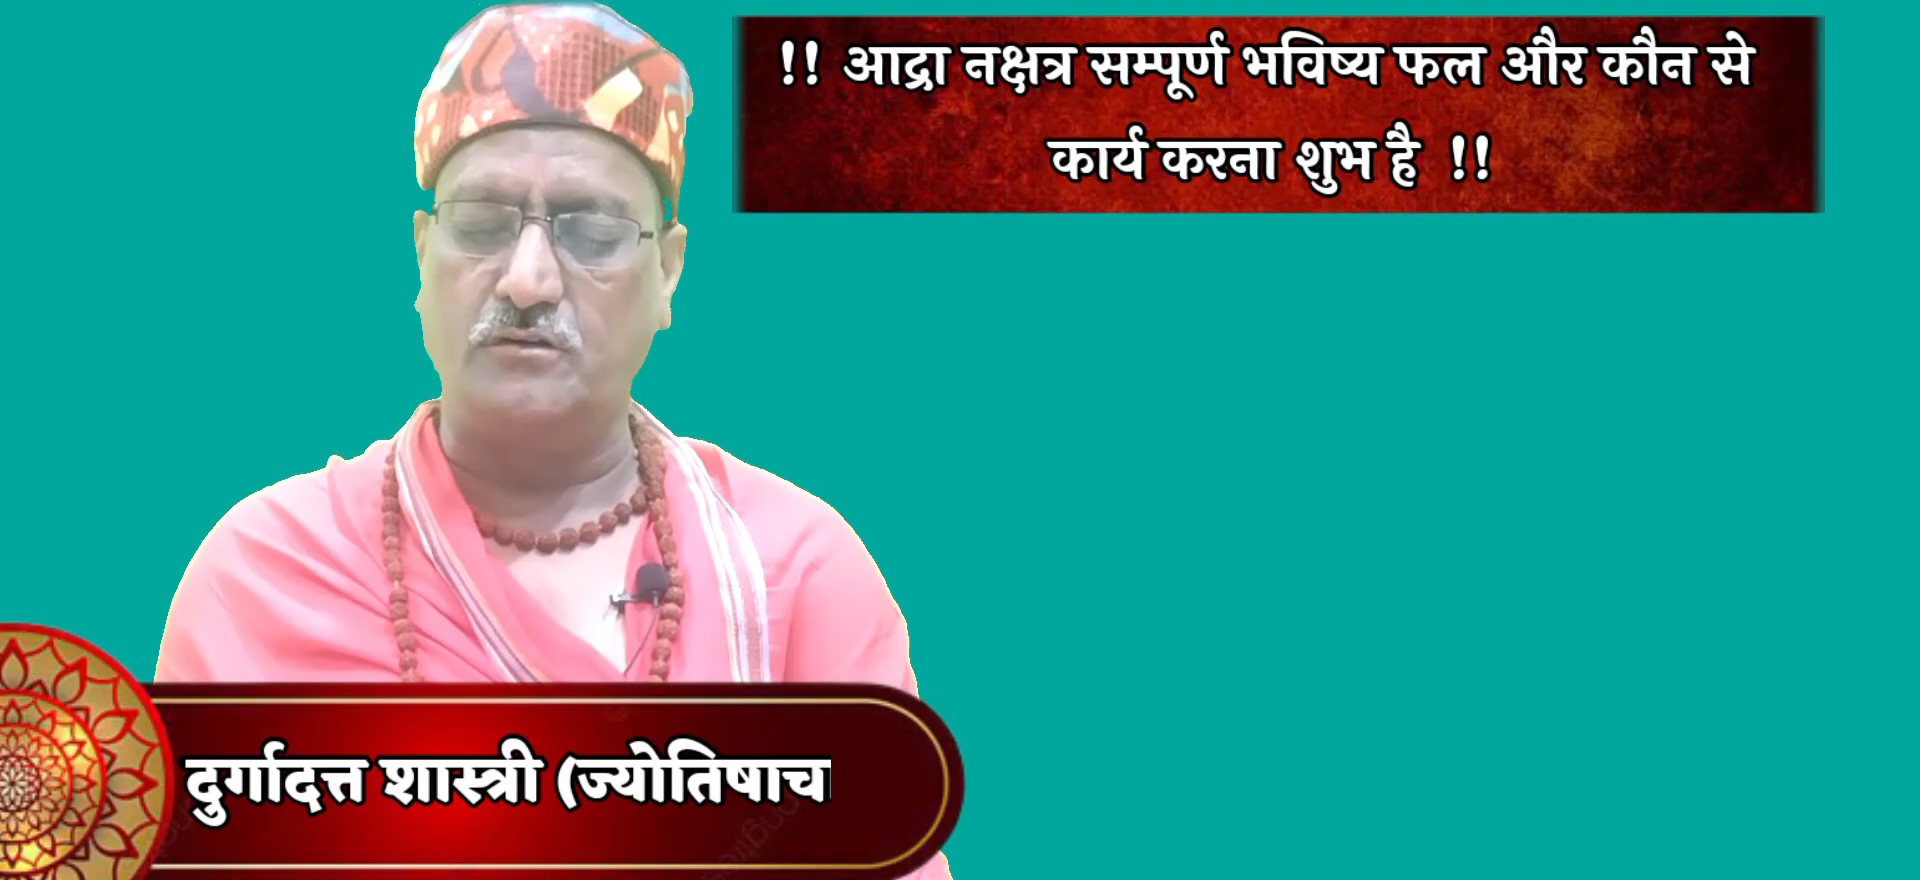 !! आद्रा नक्षत्र सम्पूर्ण भविष्य फल और कौन से
कार्य करना शुभ है !!
दुर्गादत्त शास्त्री (ज्योतिषाच